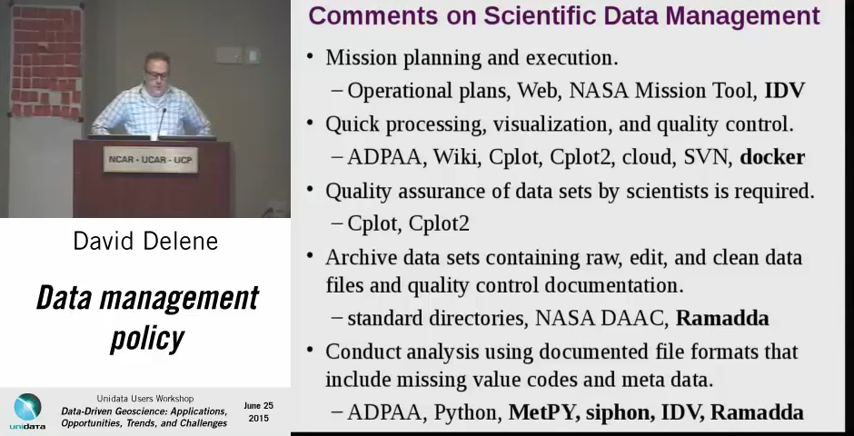 NCAR - UCAR - UCP
David Delene
Data management
policy
unidata
Unidata Users Workshop
Data-Driven Geoscience: Applications,
Opportunities, Trends, and Challenges
June 25
2015
Comments on Scientific Data Management
• Mission planning and execution.
– Operational plans, Web, NASA Mission Tool, IDV
• Quick processing, visualization, and quality control.
– ADPAA, Wiki, Cplot, Cplot2, cloud, SVN, docker
• Quality assurance of data sets by scientists is required.
– Cplot, Cplot2
• Archive data sets containing raw, edit, and clean data
files and quality control documentation.
– standard directories, NASA DAAC, Ramadda
• Conduct analysis using documented file formats that
include missing value codes and meta data.
– ADPAA, Python, MetPY, siphon, IDV, Ramadda